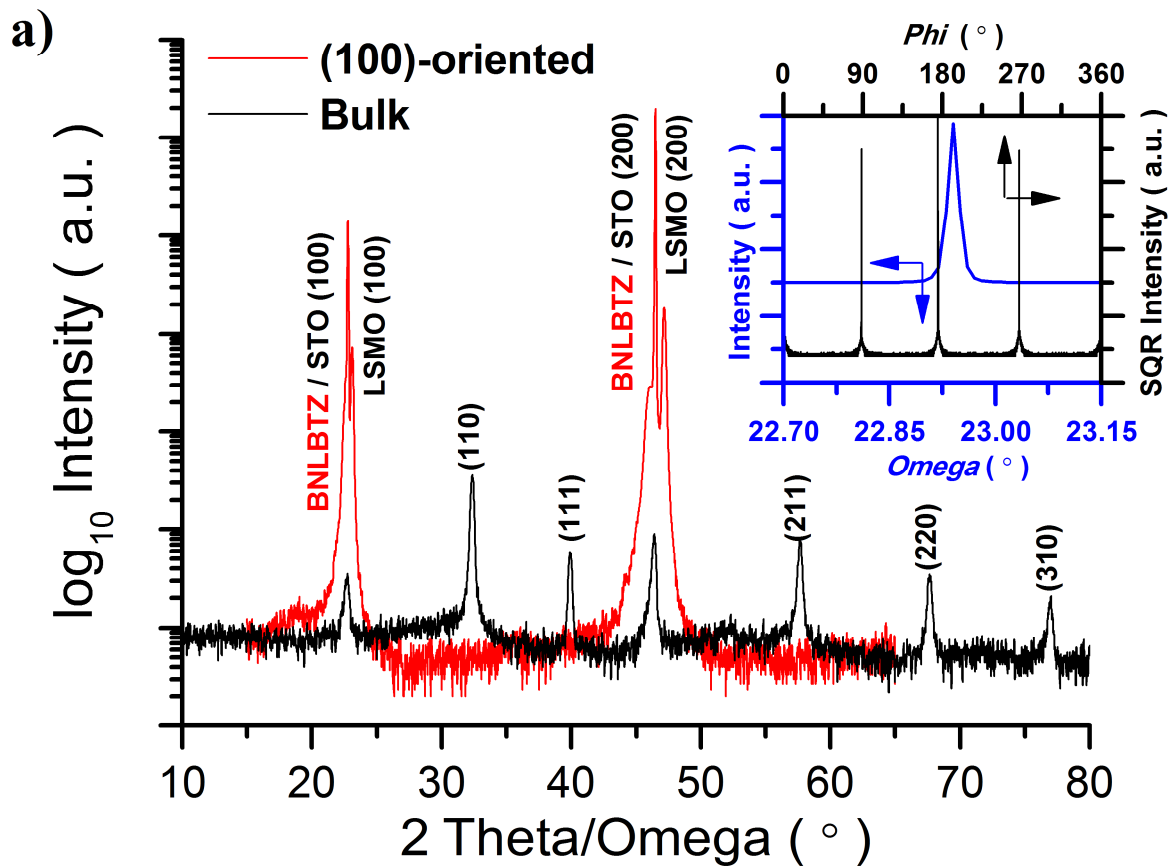 a)
(100)-oriented
Bulk
log10 Intensity ( a.u.)
BNLBTZ / STO (100)
LSMO (100)
(110)
(111)
BNLBTZ / STO (200)
LSMO (200)
(211)
(220)
(310)
10 20 30 40 50 60 70 80
2 Theta/Omega ( ° )
Phi ( ° )
0 90 180 270 360
Intensity ( a.u.)
SQR Intensity ( a.u.)
22.70 22.85 23.00 23.15
Omega ( ° )